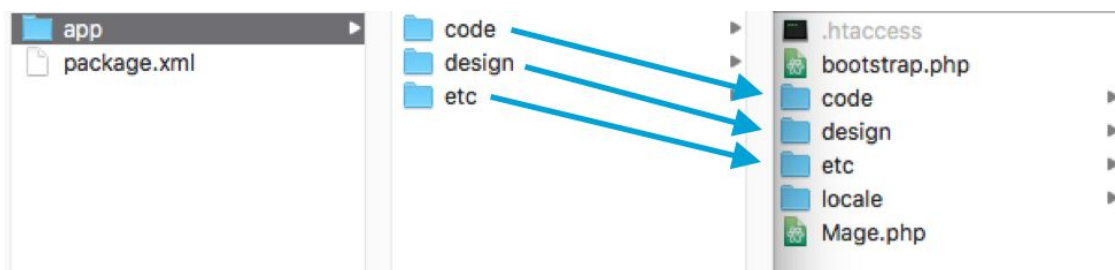 app
package.xml
code
design
etc
.htaccess
bootstrap.php
code
design
etc
locale
Mage.php